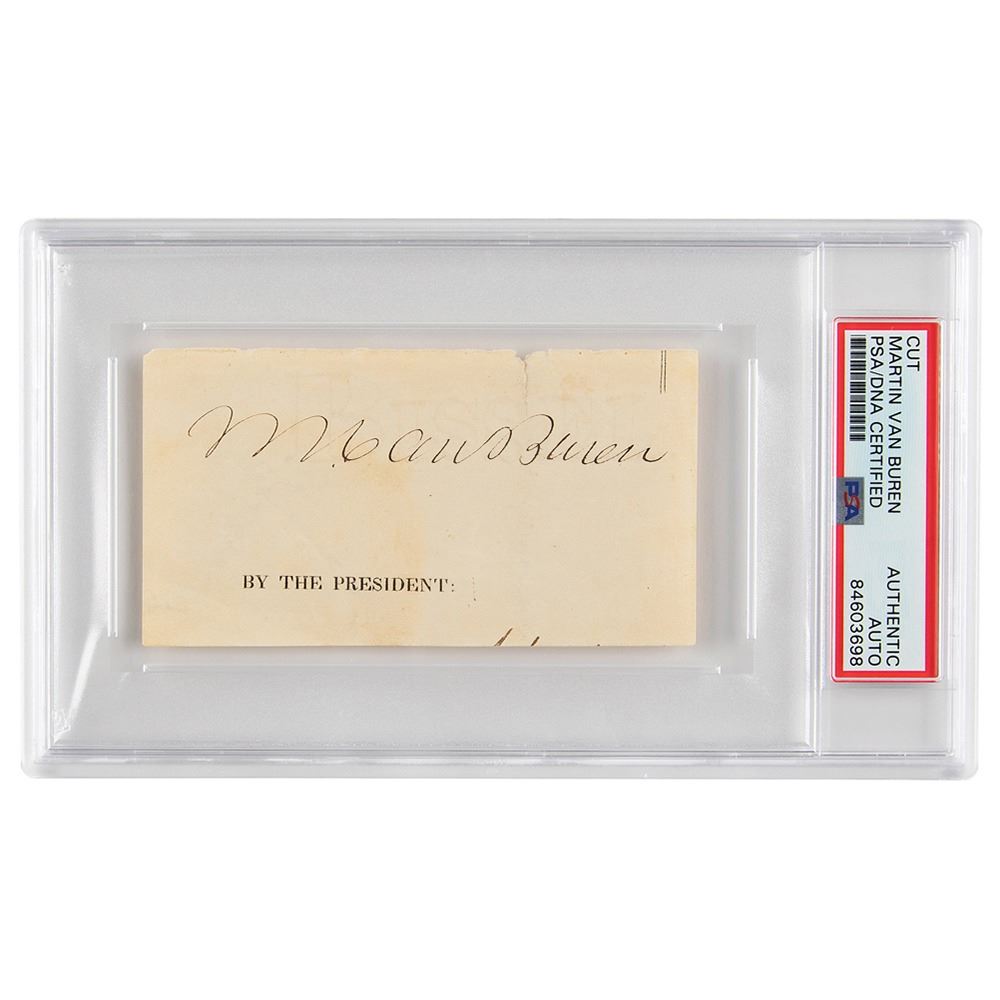 M Van Buren
BY THE PRESIDENT:
CUT
MARTIN VAN BUREN
PSA/DNA CERTIFIED
AUTHENTIC
AUTO
84603698
PSA